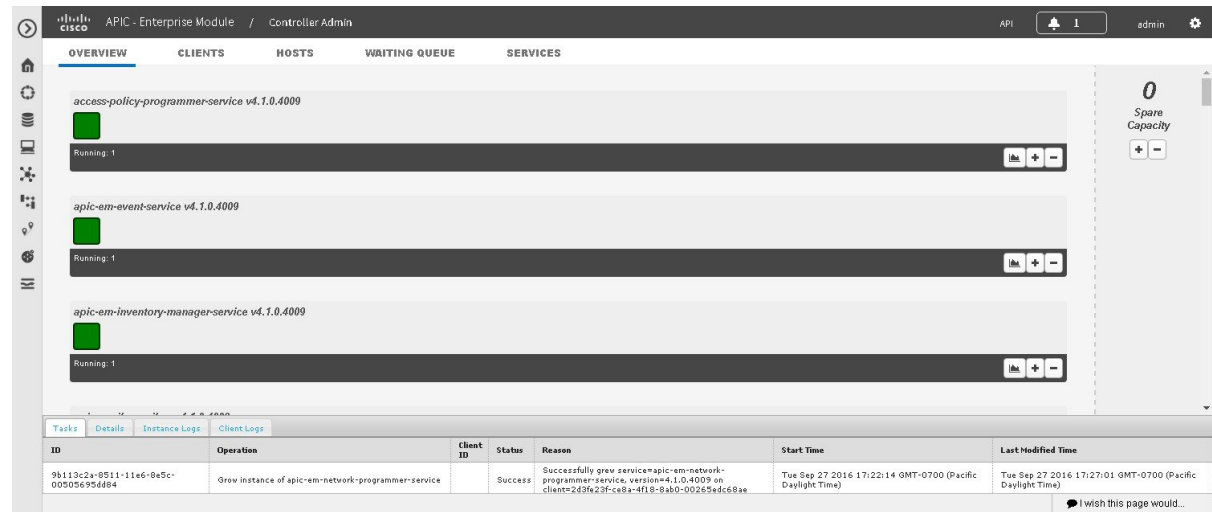 cisco APIC - Enterprise Module / Controller Admin API 1 admin
OVERVIEW CLIENTS HOSTS WAITING QUEUE SERVICES
access-policy-programmer-service v4.1.0.4009
Running: 1
apic-em-event-service v4.1.0.4009
Running: 1
apic-em-inventory-manager-service v4.1.0.4009
Running: 1
0
Spare
Capacity
Tasks Details Instance Logs Client Logs
ID Operation Client ID Status Reason Start Time Last Modified Time
9b113c2a-8511-11e6-8e5c-
00505695dd84
Grow instance of apic-em-network-programmer-service
Success
Successfully grew service=apic-em-network-
programmer-service, version=4.1.0.4009 on
client=2d3fe23f-ce8a-4f18-8ab0-00265edc68ae
Tue Sep 27 2016 17:22:14 GMT-0700 (Pacific
Daylight Time)
Tue Sep 27 2016 17:27:01 GMT-0700 (Pacific
Daylight Time)
I wish this page would...